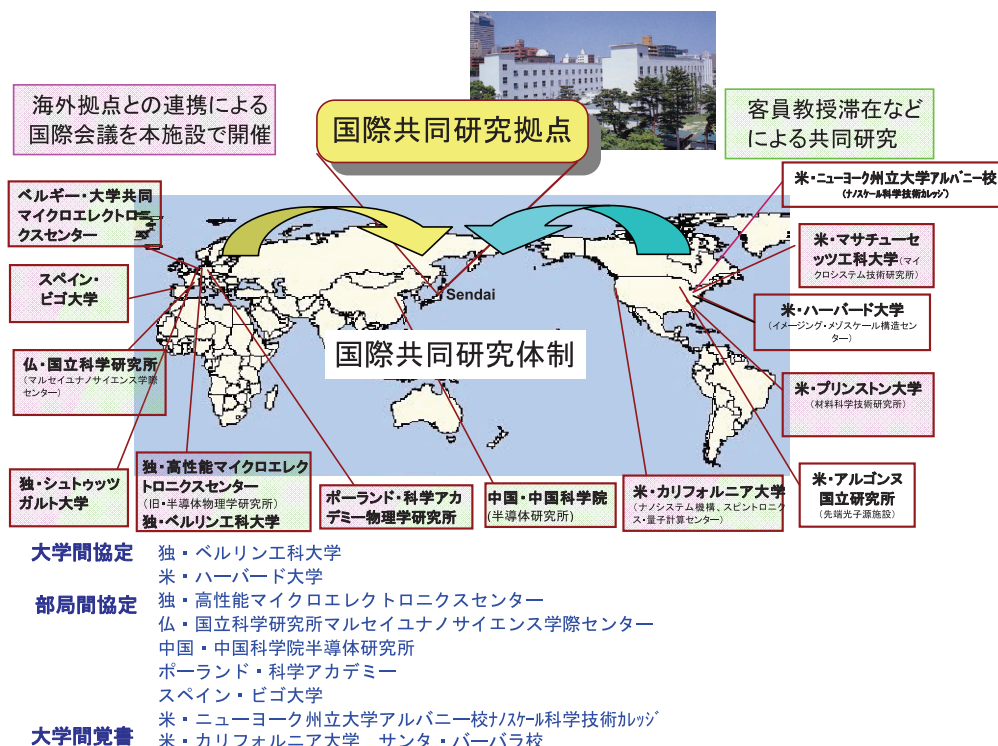 海外拠点との連携による
国際会議を本施設で開催
国際共同研究拠点
客員教授滞在など
による共同研究
ベルギー・大学共同
マイクロエレクトロニ
クスセンター
スペイン・
ビゴ大学
仏・国立科学研究所
(マルセイユナノサイエンス学際
センター)
独・シュトゥッツ
ガルト大学
独・高性能マイクロエレク
トロニクスセンター
(旧・半導体物理学研究所)
独・ベルリン工科大学
ポーランド・科学アカ
デミー物理学研究所
中国・中国科学院
(半導体研究所)
米・カリフォルニア大学
(ナノシステム機構、スピントロニク
ス・量子計算センター)
米・アルゴンヌ
国立研究所
(先端光子源施設)
米・プリンストン大学
(材料科学技術研究所)
米・ハーバード大学
(イメージング・メゾスケール構造セン
ター)
米・マサチューセ
ッツ工科大学(マイ
クロシステム技術研究所)
米・ニューヨーク州立大学アルバニー校
(ナノスケール科学技術カレッジ)
Sendai
国際共同研究体制
大学間協定 独・ベルリン工科大学
米・ハーバード大学
部局間協定 独・高性能マイクロエレクトロニクスセンター
仏・国立科学研究所マルセイユナノサイエンス学際センター
中国・中国科学院半導体研究所
ポーランド・科学アカデミー
スペイン・ビゴ大学
米・ニューヨーク州立大学アルバニー校ナノスケール科学技術カレッジ
大学間覚書 米・カリフォルニア大学 サンタ・バーバラ校